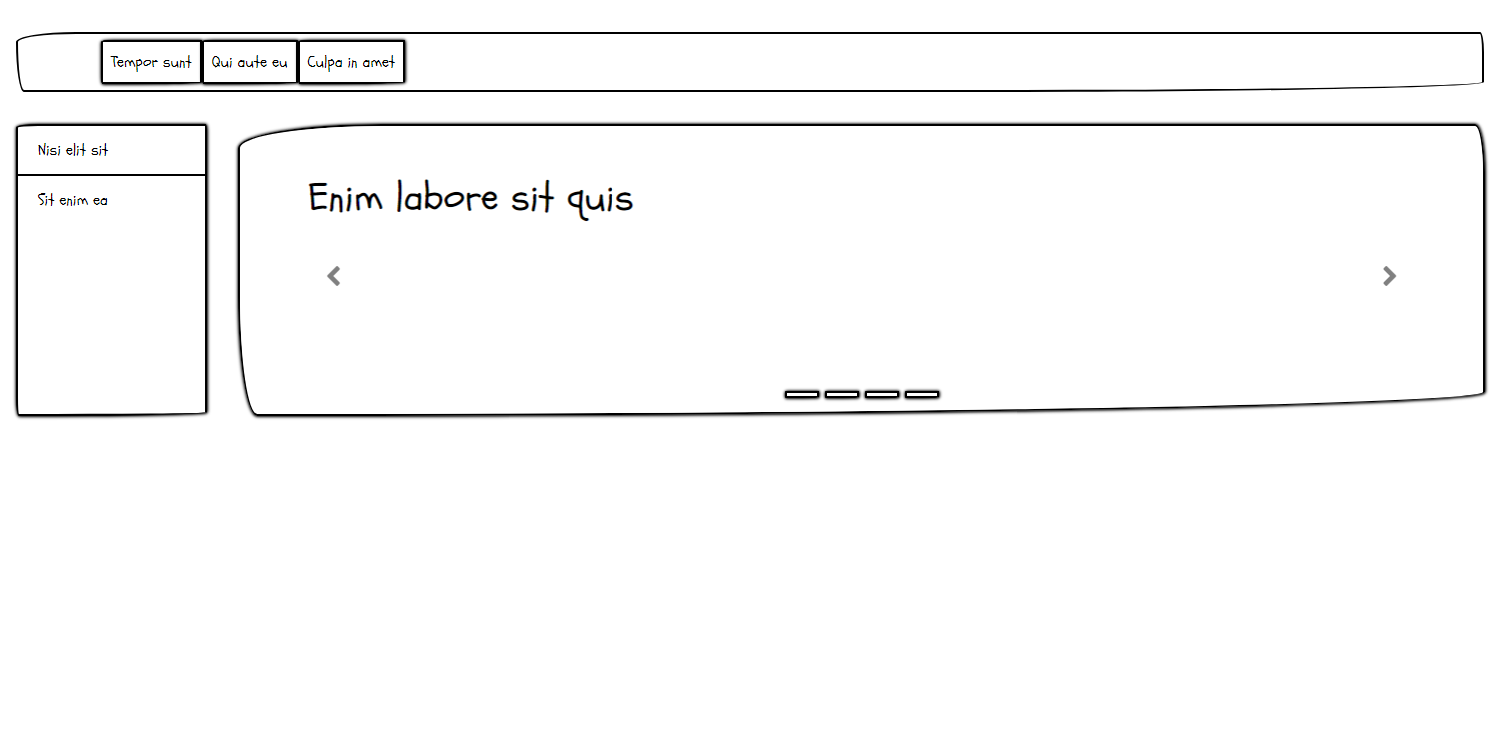 Tempor sunt Qui aute eu Culpa in amet
Nisi elit sit
Sit enim ea
Enim labore sit quis